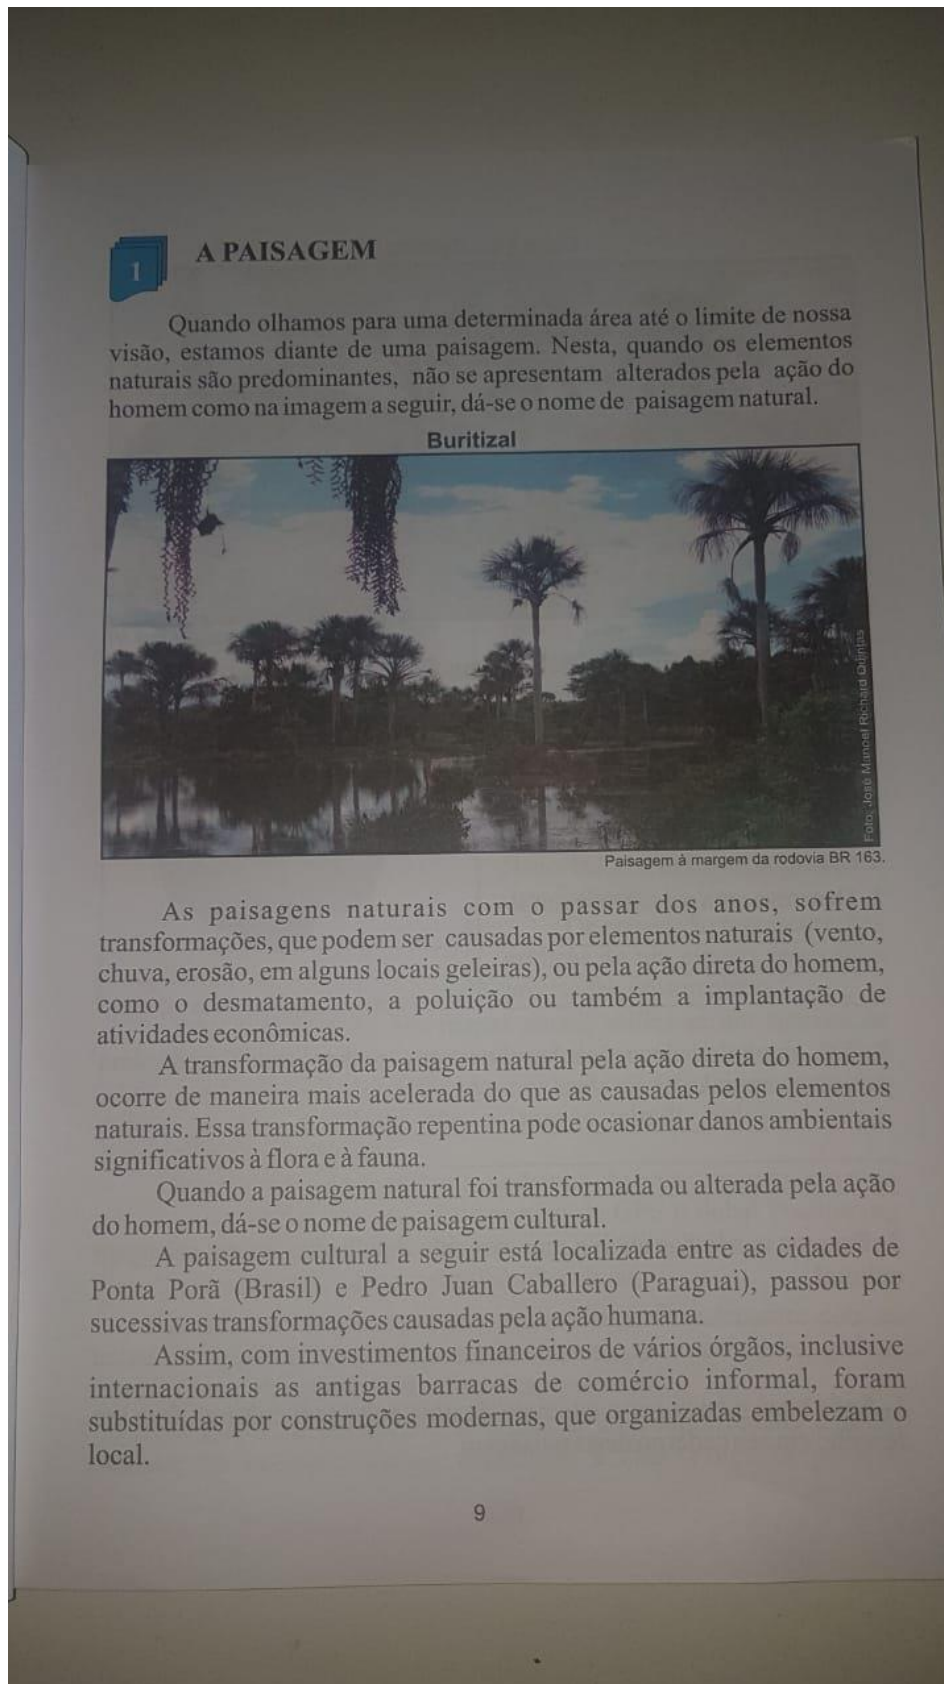 1
A PAISAGEM
Quando olhamos para uma determinada área até o limite de nossa
visão, estamos diante de uma paisagem. Nesta, quando os elementos
naturais são predominantes, não se apresentam alterados pela ação do
homem como na imagem a seguir, dá-se o nome de paisagem natural.
Buritizal
Foto: José Manoel Richard Quintas
Paisagem à margem da rodovia BR 163.
As paisagens naturais com o passar dos anos, sofrem
transformações, que podem ser causadas por elementos naturais (vento,
chuva, erosão, em alguns locais geleiras), ou pela ação direta do homem,
como o desmatamento, a poluição ou também a implantação de
atividades econômicas.
A transformação da paisagem natural pela ação direta do homem,
ocorre de maneira mais acelerada do que as causadas pelos elementos
naturais. Essa transformação repentina pode ocasionar danos ambientais
significativos à flora e à fauna.
Quando a paisagem natural foi transformada ou alterada pela ação
do homem, dá-se o nome de paisagem cultural.
A paisagem cultural a seguir está localizada entre as cidades de
Ponta Porã (Brasil) e Pedro Juan Caballero (Paraguai), passou por
sucessivas transformações causadas pela ação humana.
Assim, com investimentos financeiros de vários órgãos, inclusive
internacionais as antigas barracas de comércio informal, foram
substituídas por construções modernas, que organizadas embelezam o
local.
9